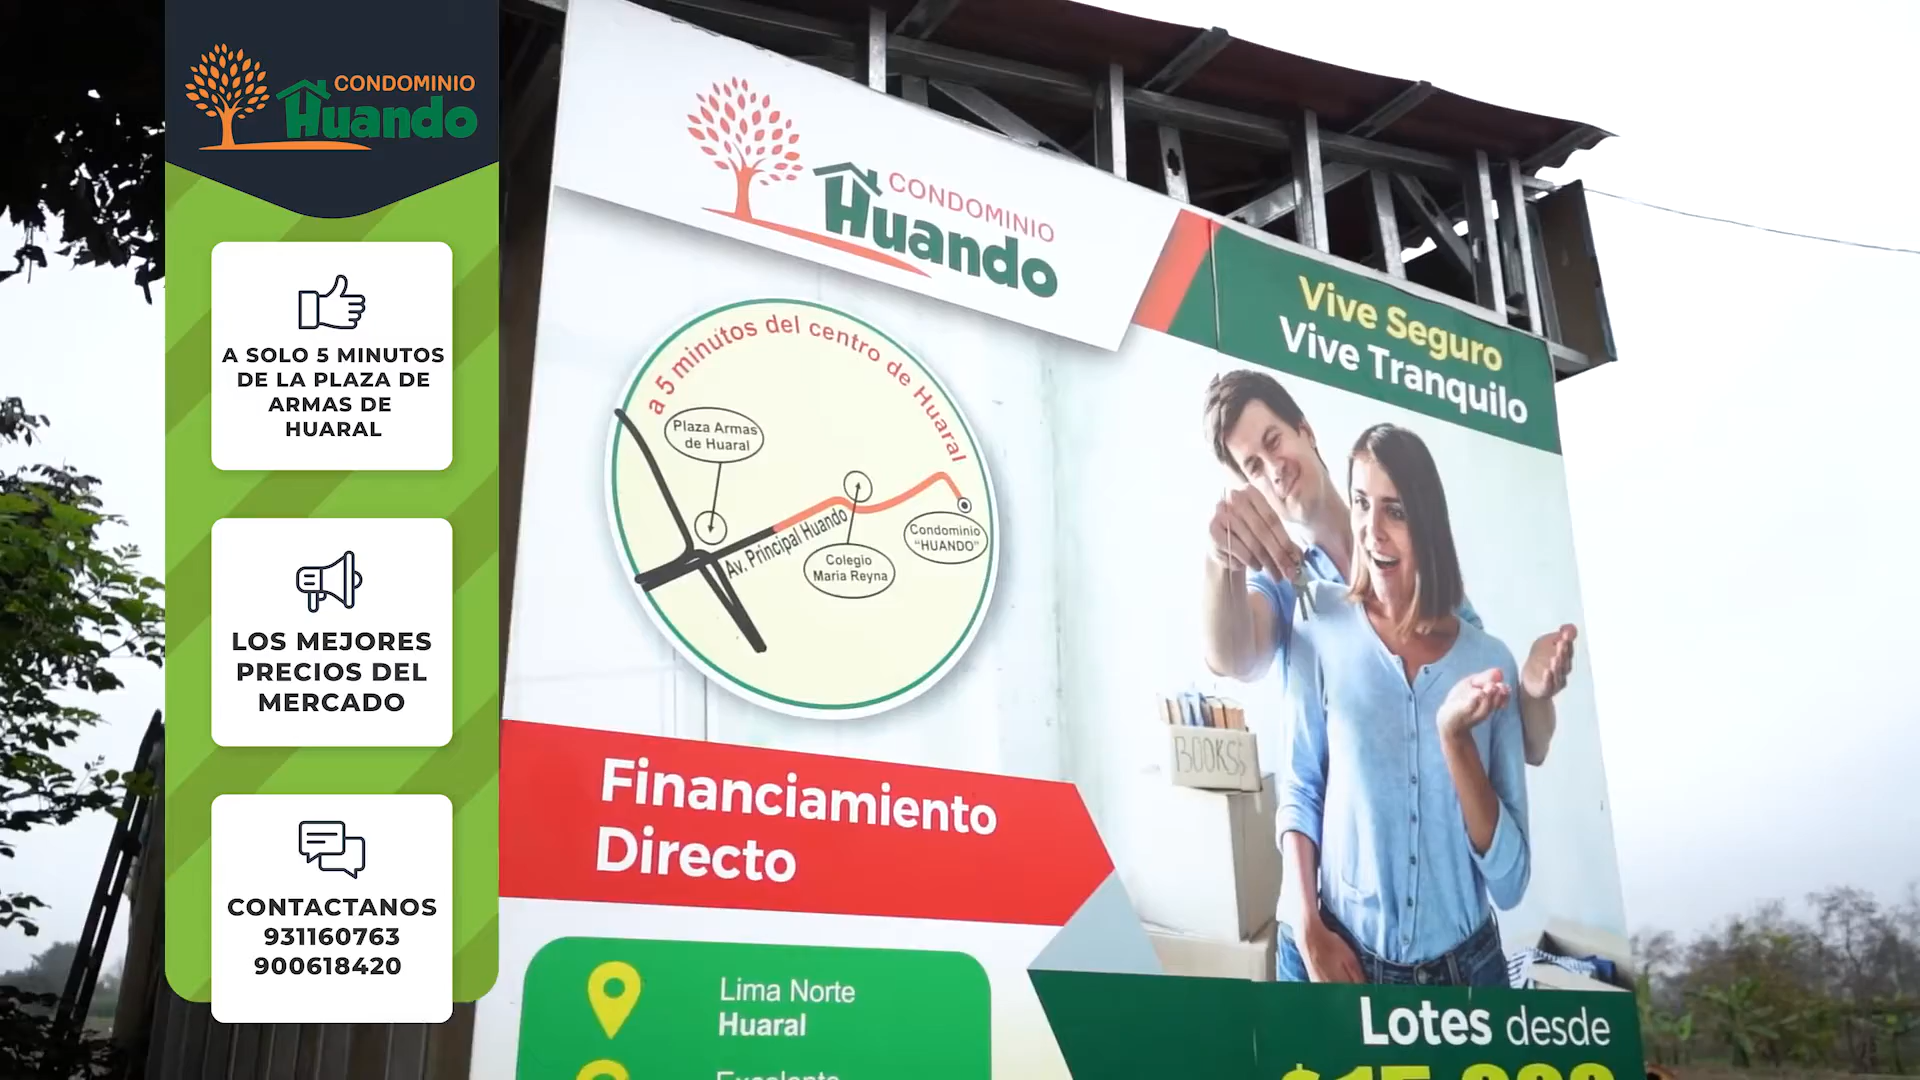 CONDOMINIO
Huando
A SOLO 5 MINUTOS
DE LA PLAZA DE
ARMAS DE
HUARAL
LOS MEJORES
PRECIOS DEL
MERCADO
CONTACTANOS
931160763
900618420
CONDOMINIO
Huando
Vive Seguro
Vive Tranquilo
a 5 minutos del centro de Huaral
Plaza Armas
de Huaral
Av. Principal Huando
Colegio
Maria Reyna
Condominio
"HUANDO"
BOOKS
Financiamiento
Directo
Lima Norte
Huaral
Lotes desde